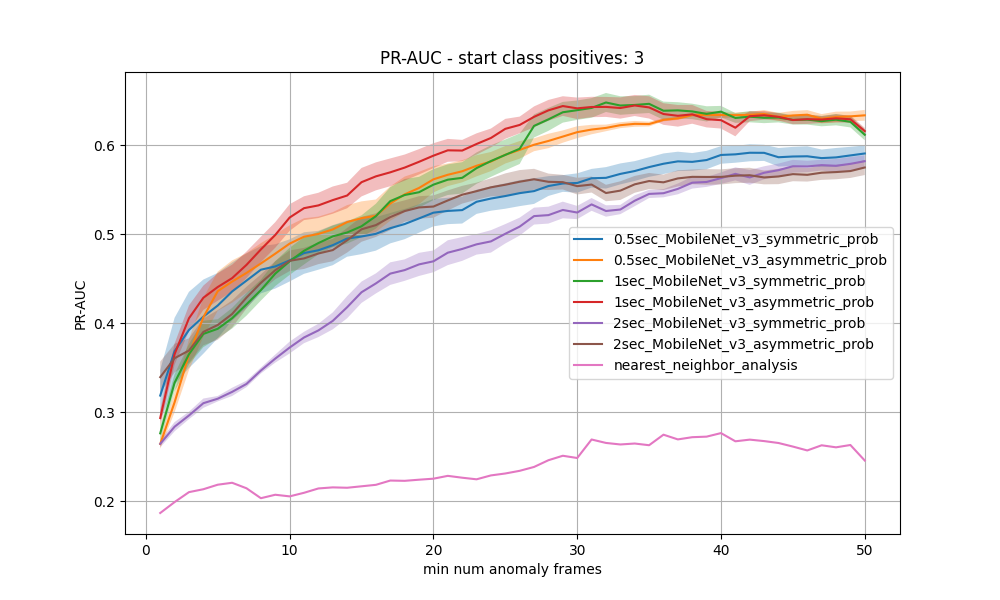 PR-AUC - start class positives: 3
PR-AUC
0.6
0.5
0.4
0.3
0.2
0.5sec_MobileNet_v3_symmetric_prob
0.5sec_MobileNet_v3_asymmetric_prob
1sec_MobileNet_v3_symmetric_prob
1sec_MobileNet_v3_asymmetric_prob
2sec_MobileNet_v3_symmetric_prob
2sec_MobileNet_v3_asymmetric_prob
nearest_neighbor_analysis
0 10 20 30 40 50
min num anomaly frames